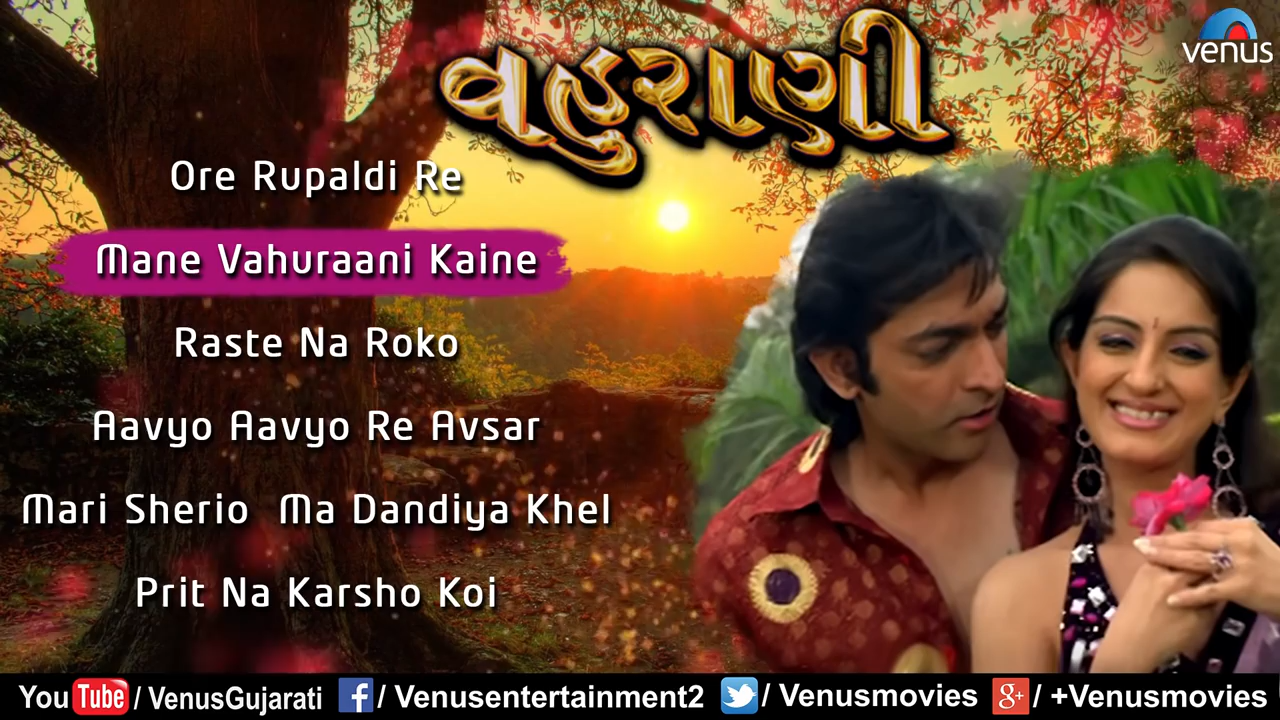 વહુરાણી
venus
Ore Rupaldi Re
Mane Vahuraani Kaine
Raste Na Roko
Aavyo Aavyo Re Avsar
Mari Sherio Ma Dandiya Khel
Prit Na Karsho Koi
You Tube / VenusGujarati f / Venusentertainment2 / Venusmovies g+ / +Venusmovies